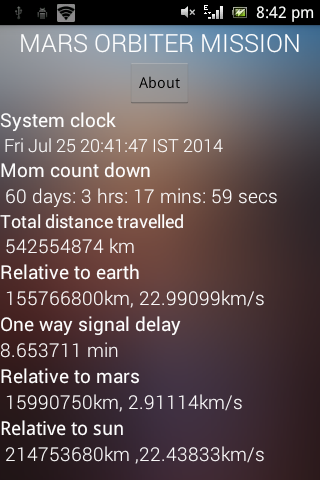 8:42 pm
MARS ORBITER MISSION
About
System clock
Fri Jul 25 20:41:47 IST 2014
Mom count down
60 days: 3 hrs: 17 mins: 59 secs
Total distance travelled
542554874 km
Relative to earth
155766800km, 22.99099km/s
One way signal delay
8.653711 min
Relative to mars
15990750km, 2.91114km/s
Relative to sun
214753680km ,22.43833km/s